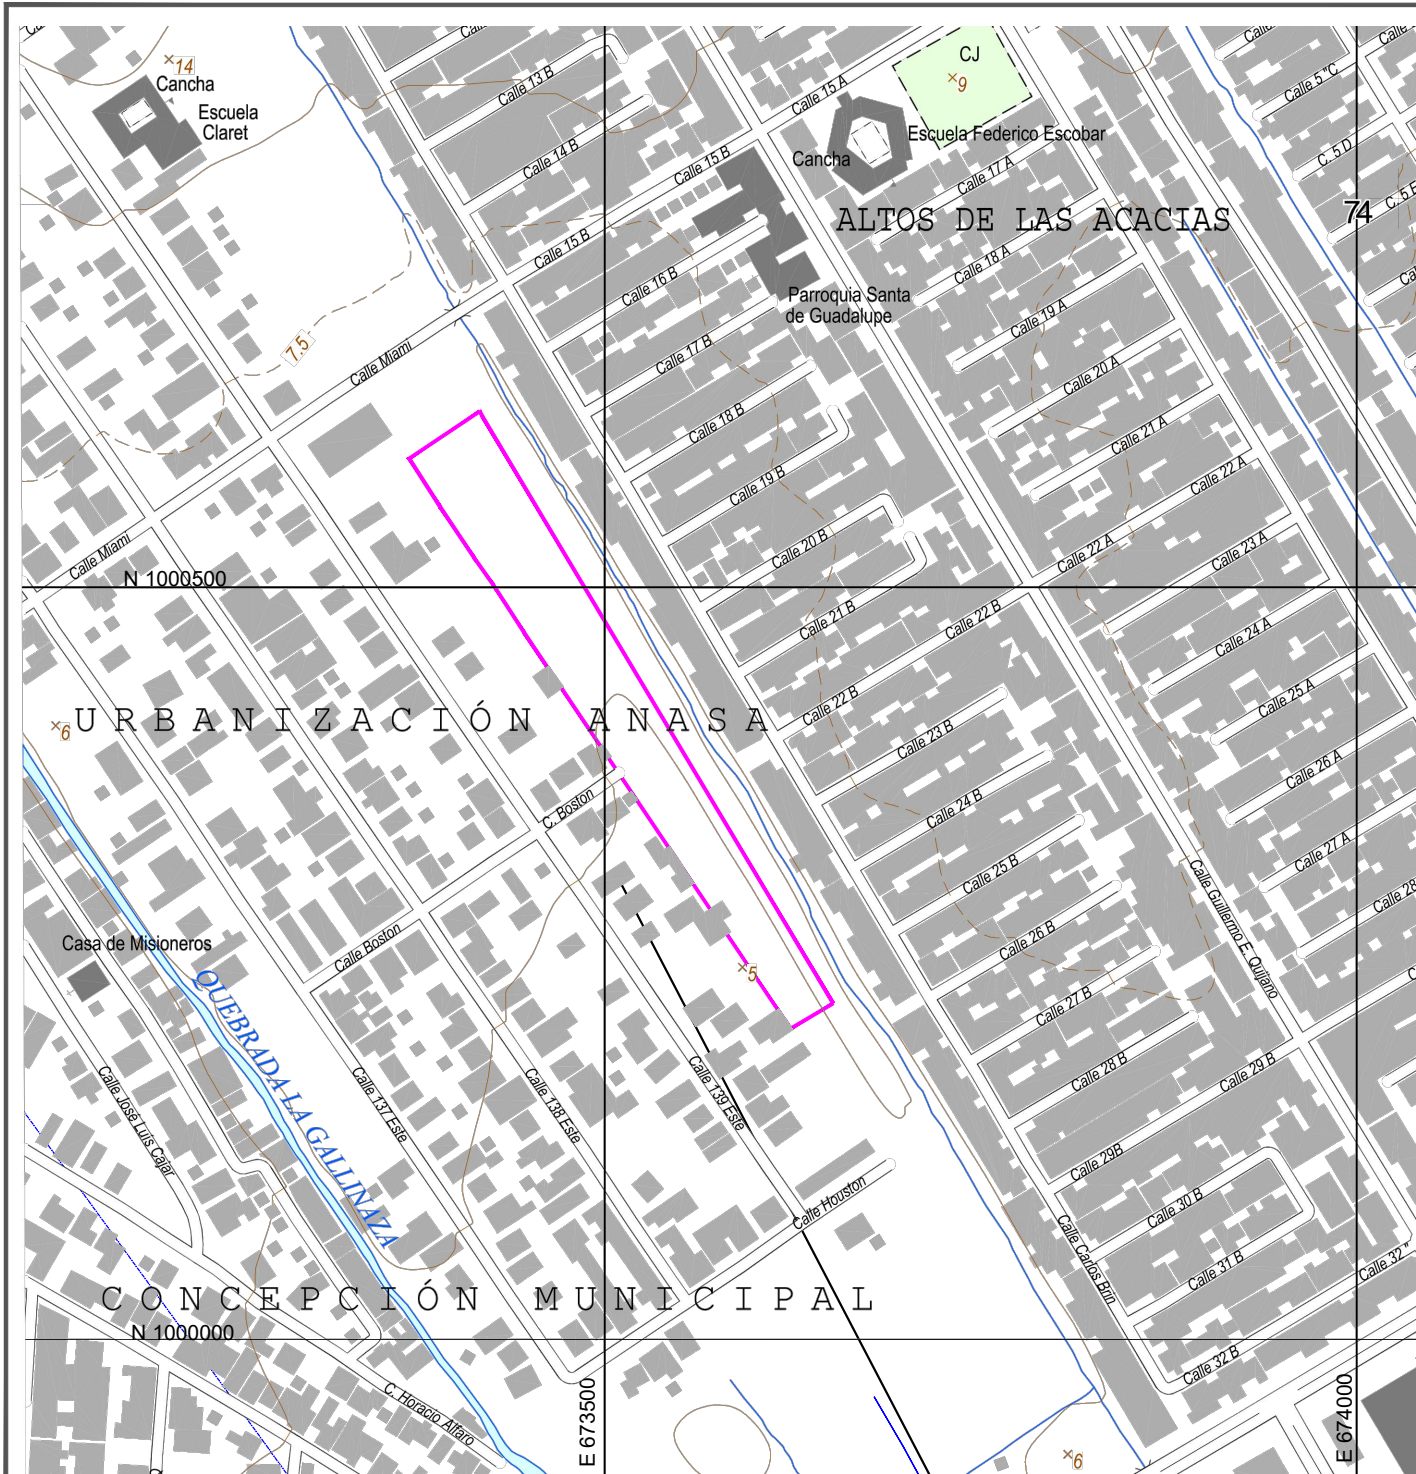 14
Cancha
Escuela
Claret
Calle 13 B
Calle 14 B
Calle 15 A
Calle 15 B
Calle 15 B
CJ
9
Escuela Federico Escobar
Cancha
Calle 17 A
ALTOS DE LAS ACACIAS
Calle 5 "C
C. 5 D
C. 5 E
74
Calle 16 B
Calle 18 A
Parroquia Santa
de Guadalupe
Calle 19 A
7.5
Calle Miami
Calle 17 B
Calle 20 A
Calle 18 B
Calle 21 A
Calle 19 B
Calle 22 A
Calle 20 B
Calle 22 A
Calle 23 A
Calle Miami
N 1000500
Calle 21 B
Calle 22 B
Calle 24 A
Calle 22 B
Calle 25 A
6
URBANIZACIÓN ANASA
Calle 23 B
Calle 26 A
C. Boston
Calle 24 B
Calle 25 B
Calle 27 A
Calle Guillermo E. Quijano
Calle 28
Casa de Misioneros
Calle Boston
Calle 26 B
5
Calle 27 B
QUEBRADA LA GALLINAZA
Calle José Luis Cajar
Calle 137 Este
Calle 138 Este
Calle 139 Este
Calle 28 B
Calle 29 B
Calle 29B
Calle Houston
Calle 30 B
Calle Carlos Brin
Calle 31 B
Calle 32 "
CONCEPCIÓN MUNICIPAL
N 1000000
Calle 32 B
C. Horacio Alfaro
E 673500
E 674000
6